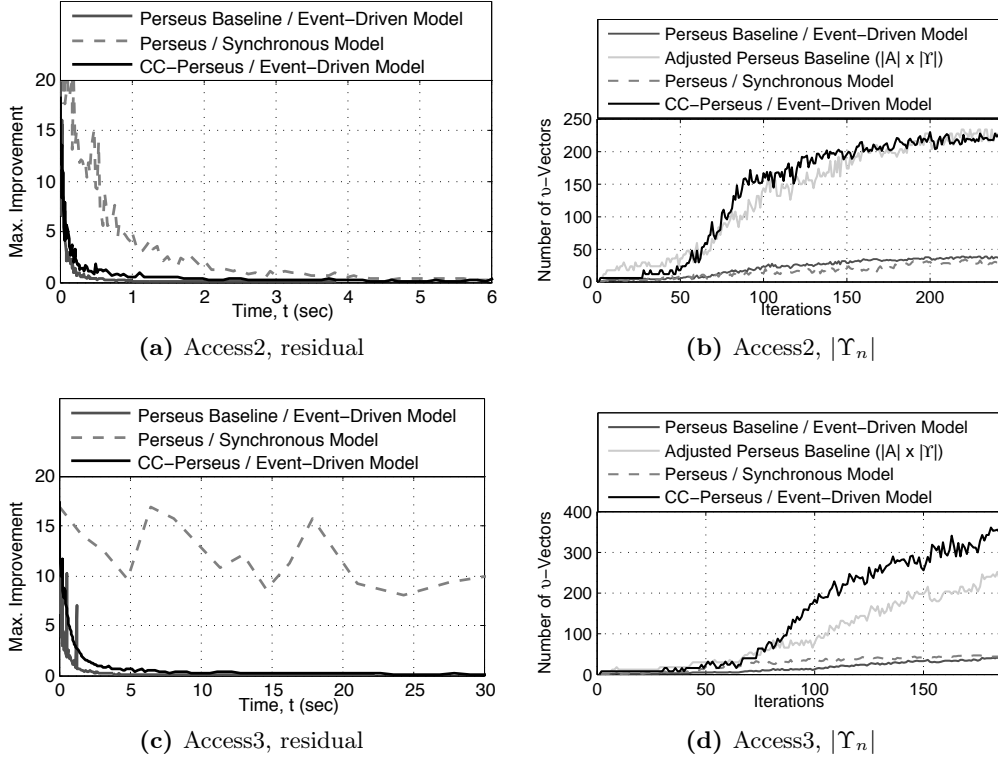 Perseus Baseline / Event−Driven Model
Perseus / Synchronous Model
CC−Perseus / Event−Driven Model
20
15
10
5
0
Max. Improvement
0 1 2 3 4 5 6
Time, t (sec)
(a) Access2, residual
Perseus Baseline / Event−Driven Model
Adjusted Perseus Baseline (|A| x |ϒ|)
Perseus / Synchronous Model
CC−Perseus / Event−Driven Model
250
200
150
100
50
0
Number of υ−Vectors
0 50 100 150 200
Iterations
(b) Access2, |ϒn|
Perseus Baseline / Event−Driven Model
Perseus / Synchronous Model
CC−Perseus / Event−Driven Model
20
15
10
5
0
Max. Improvement
0 5 10 15 20 25 30
Time, t (sec)
(c) Access3, residual
Perseus Baseline / Event−Driven Model
Adjusted Perseus Baseline (|A| x |ϒ|)
Perseus / Synchronous Model
CC−Perseus / Event−Driven Model
400
300
200
100
0
Number of υ−Vectors
0 50 100 150
Iterations
(d) Access3, |ϒn|